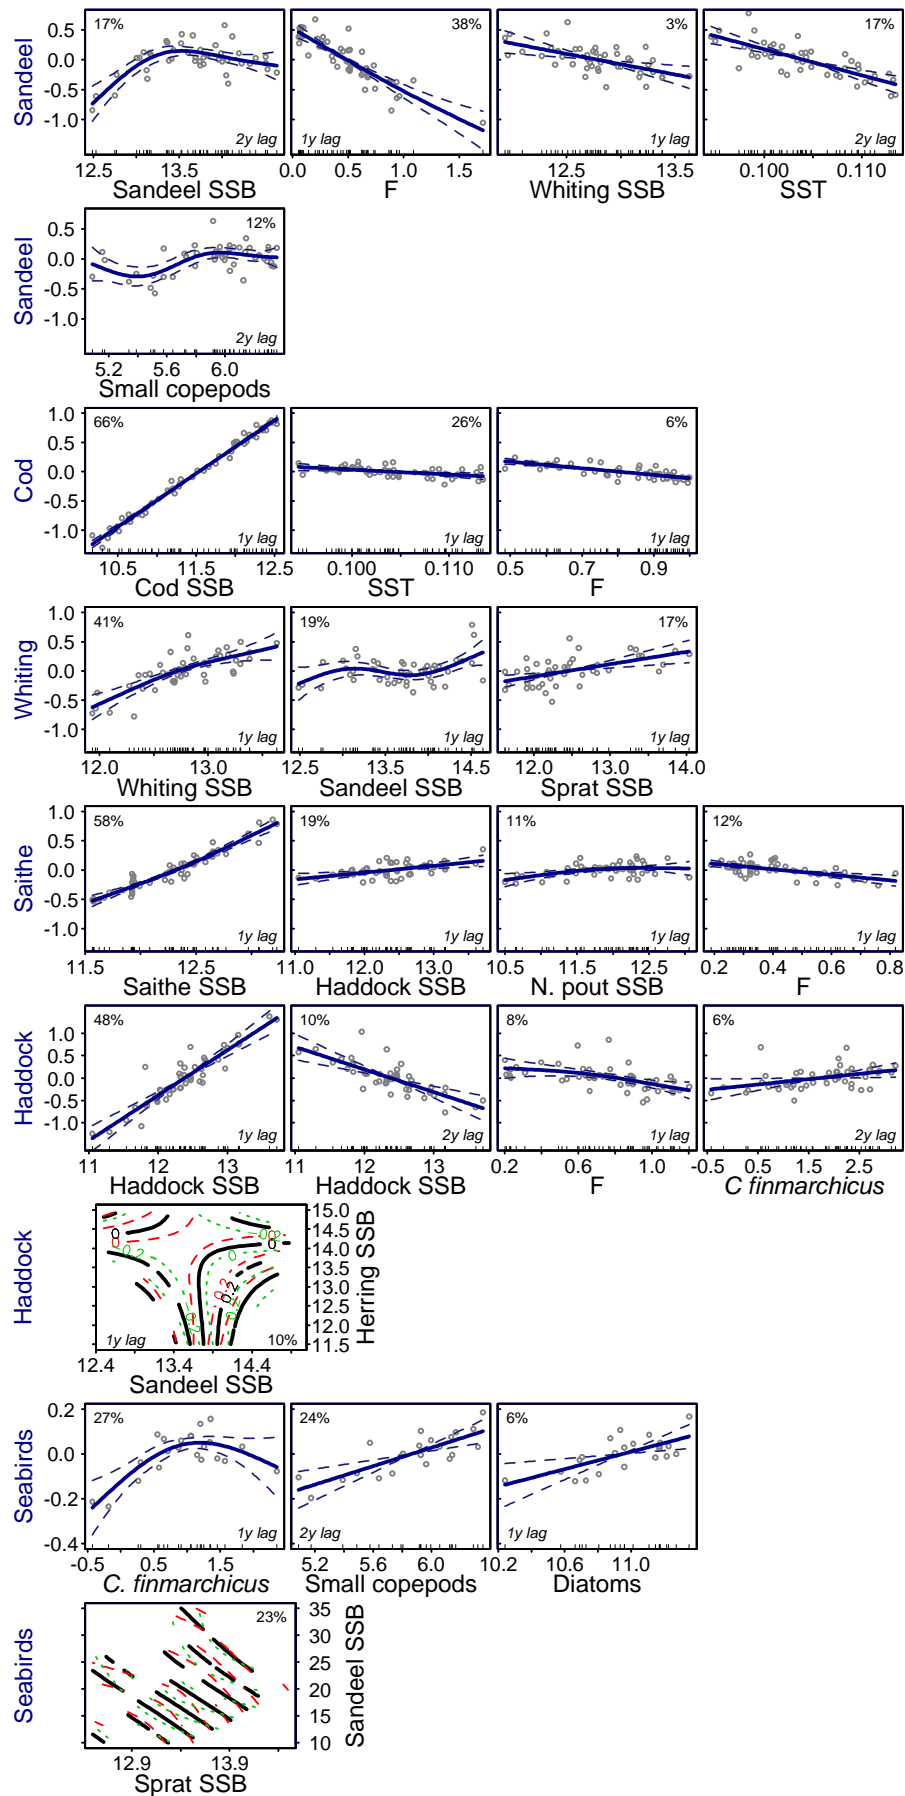 17% 38% 3% 17%
Sandeel
0.5
0.0
-0.5
-1.0
2y lag 1y lag 1y lag 2y lag
12.5 13.5 0.0 0.5 1.0 1.5 12.5 13.5 0.100 0.110
Sandeel SSB F Whiting SSB SST
12%
Sandeel
0.5
0.0
-0.5
-1.0
2y lag
5.2 5.6 6.0
Small copepods
66% 26% 6%
Cod
1.0
0.5
0.0
-0.5
-1.0
1y lag 1y lag 1y lag
10.5 11.5 12.5 0.100 0.110 0.5 0.7 0.9
Cod SSB SST F
41% 19% 17%
Whiting
1.0
0.5
0.0
-0.5
-1.0
1y lag 1y lag 1y lag
12.0 13.0 12.5 13.5 14.5 12.0 13.0 14.0
Whiting SSB Sandeel SSB Sprat SSB
58% 19% 11% 12%
Saithe
1.0
0.5
0.0
-0.5
-1.0
1y lag 1y lag 1y lag 1y lag
11.5 12.5 11.0 12.0 13.0 10.5 11.5 12.5 0.2 0.4 0.6 0.8
Saithe SSB Haddock SSB N. pout SSB F
48% 10% 8% 6%
Haddock
1.0
0.5
0.0
-0.5
-1.0
1y lag 2y lag 1y lag 2y lag
11 12 13 11 12 13 0.2 0.6 1.0 -0.5 0.5 1.5 2.5
Haddock SSB Haddock SSB F C finmarchicus
Haddock
15.0
14.5
14.0
13.5
13.0
12.5
12.0
11.5
Herring SSB
1y lag 10%
12.4 13.4 14.4
Sandeel SSB
27% 24% 6%
Seabirds
0.2
0.0
-0.2
-0.4
1y lag 2y lag 1y lag
-0.5 0.5 1.5 5.2 5.6 6.0 10.2 10.6 11.0
C. finmarchicus Small copepods Diatoms
23%
Seabirds
35
30
25
20
15
10
Sandeel SSB
12.9 13.9
Sprat SSB